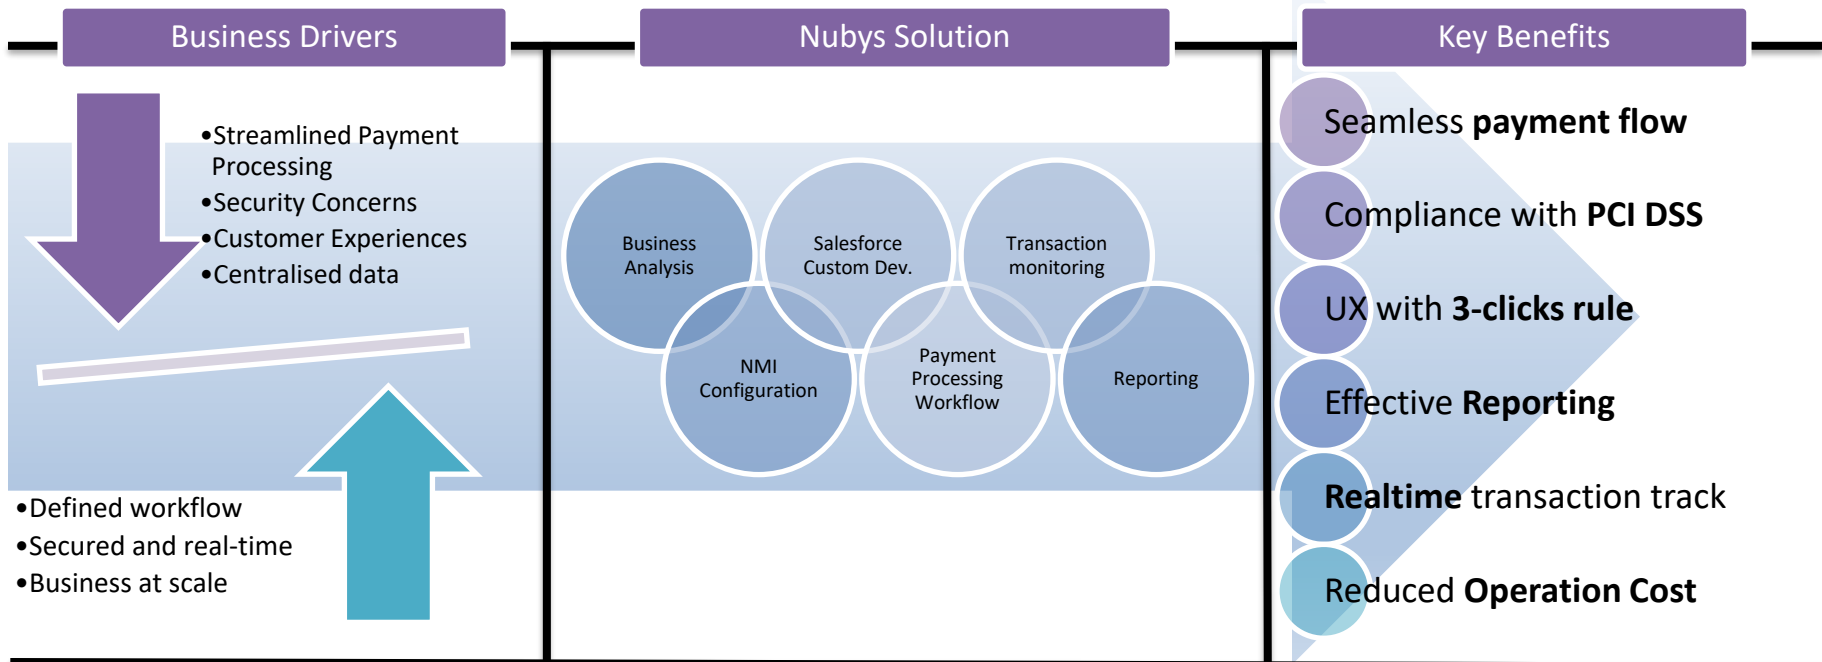 Business Drivers
Nubys Solution
Key Benefits
•Streamlined Payment
Processing
•Security Concerns
•Customer Experiences
•Centralised data
•Defined workflow
•Secured and real-time
•Business at scale
Business
Analysis
Salesforce
Custom Dev.
Transaction
monitoring
NMI
Configuration
Payment
Processing
Workflow
Reporting
Seamless payment flow
Compliance with PCI DSS
UX with 3-clicks rule
Effective Reporting
Realtime transaction track
Reduced Operation Cost